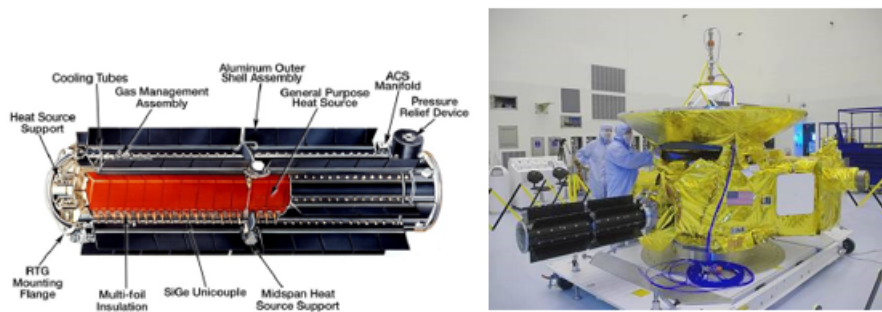 Cooling Tubes
Gas Management
Assembly
Aluminum Outer
Shell Assembly
General Purpose
Heat Source
ACS
Manifold
Pressure
Relief Device
Heat Source
Support
RTG
Mounting
Flange
Multi-foil
Insulation
SiGe Unicouple
Midspan Heat
Source Support